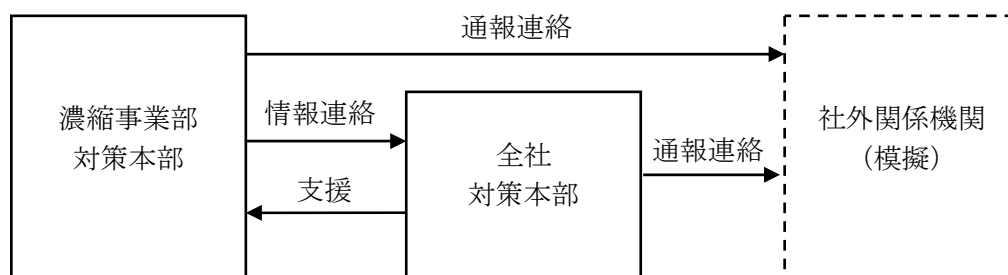 通報連絡
濃縮事業部
対策本部
情報連絡
支援
全社
対策本部
通報連絡
社外関係機関
（模擬）